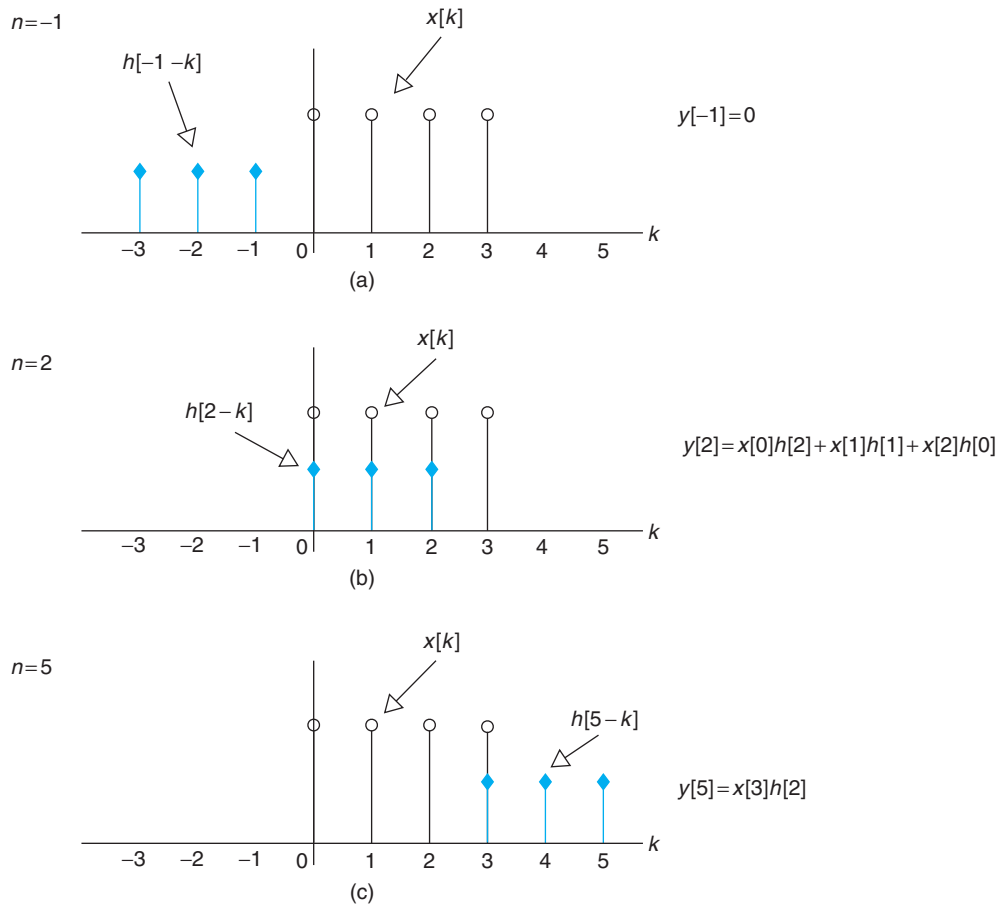 n=−1
x[k]
h[−1 −k]
y[−1]=0
−3 −2 −1 0 1 2 3 4 5 k
(a)
n=2
x[k]
h[2−k]
y[2]=x[0]h[2]+x[1]h[1]+x[2]h[0]
−3 −2 −1 0 1 2 3 4 5 k
(b)
n=5
x[k]
h[5−k]
y[5]=x[3]h[2]
−3 −2 −1 0 1 2 3 4 5 k
(c)